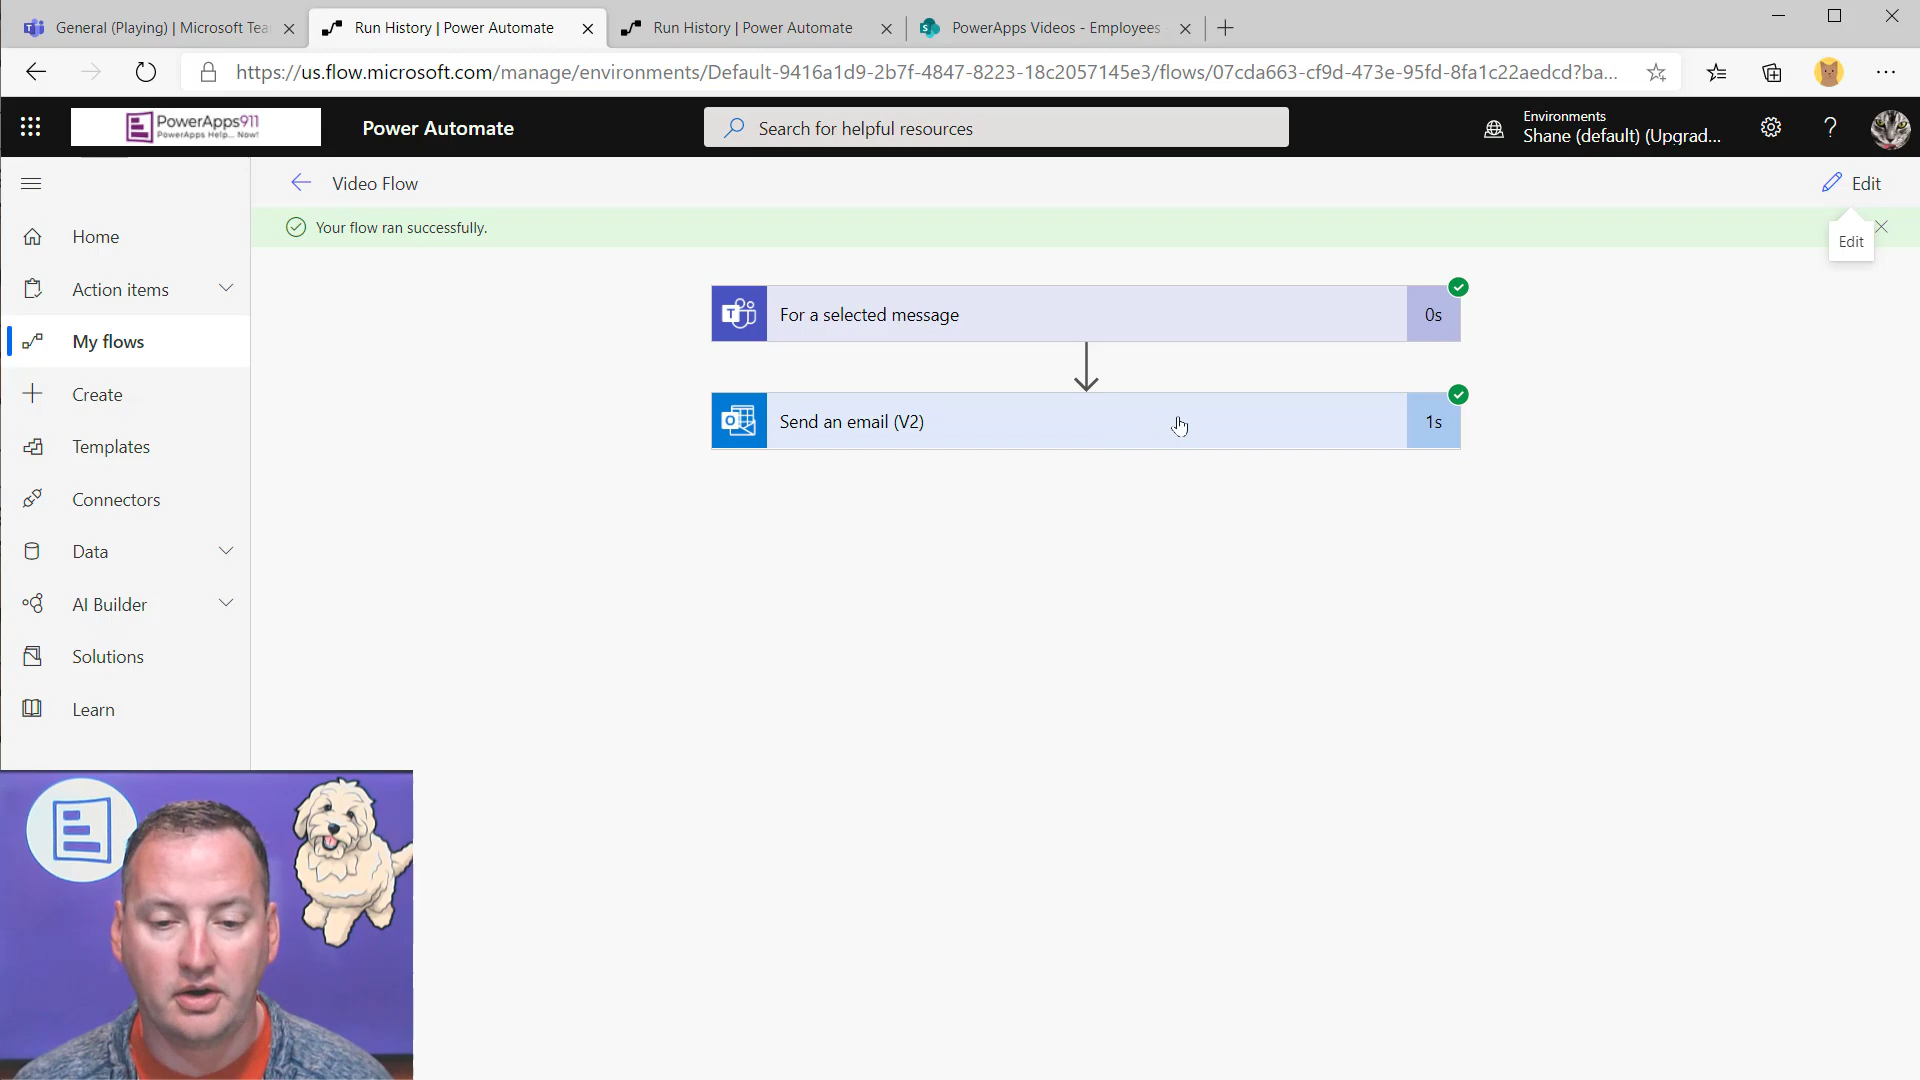 General (Playing) | Microsoft Tea
Run History | Power Automate
Run History | Power Automate
PowerApps Videos - Employees
https://us.flow.microsoft.com/manage/environments/Default-9416a1d9-2b7f-4847-8223-18c2057145e3/flows/07cda663-cf9d-473e-95fd-8fa1c22aedcd?ba...
PowerApps911
PowerApps Help... Now!
Power Automate
Search for helpful resources
Environments
Shane (default) (Upgrad...
?
Video Flow
Edit
Your flow ran successfully.
Edit
Home
Action items
My flows
Create
Templates
Connectors
Data
AI Builder
Solutions
Learn
For a selected message
0s
Send an email (V2)
1s